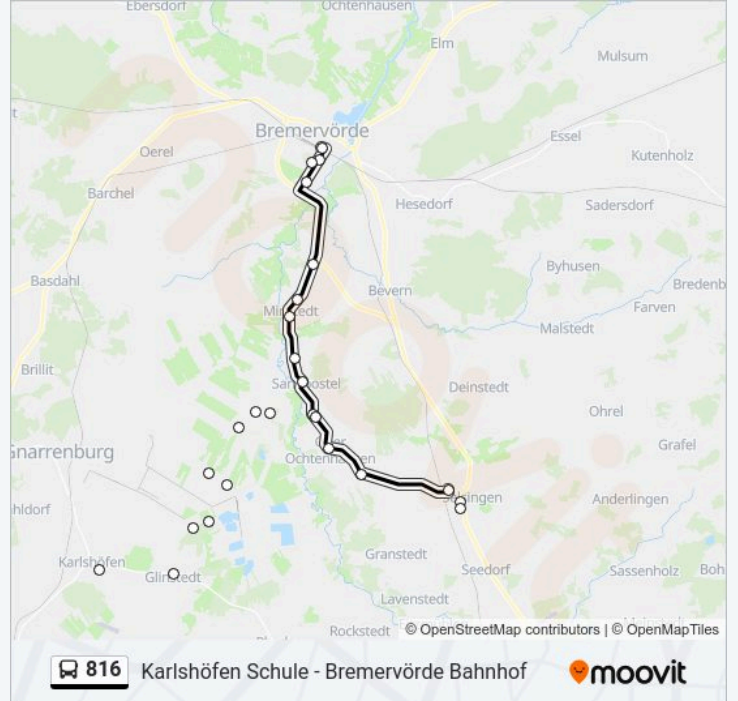 Ebersdorf
Ochtenhausen
Elm
Mulsum
Bremervörde
Essel
Oerel
Kutenholz
Barchel
Hesedorf
Sadersdorf
Byhusen
Basdahl
Bredenb
Bevern
Farven
Malstedt
Brillit
Deinstedt
Ohrel
Gnarrenburg
Grafel
Ochtenhausen
Anderlingen
ahldorf
Granstedt
Karlshöfen
Seedorf
Sassenholz
Boh
Lavenstedt
Rockstedt
© OpenStreetMap contributors | © OpenMapTiles
816 Karlshöfen Schule - Bremervörde Bahnhof
moovit